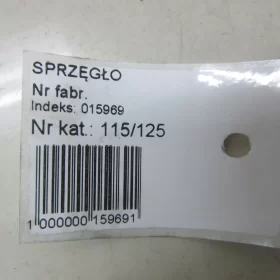 SPRZĘGŁO
Nr fabr.
Indeks: 015969
Nr kat.: 115/125
1 000000 159691